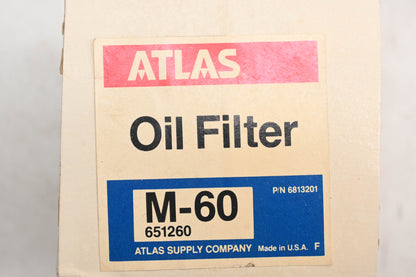 ATLAS
Oil Filter
P/N 6813201
M-60
651260
ATLAS SUPPLY COMPANY Made in U.S.A. F